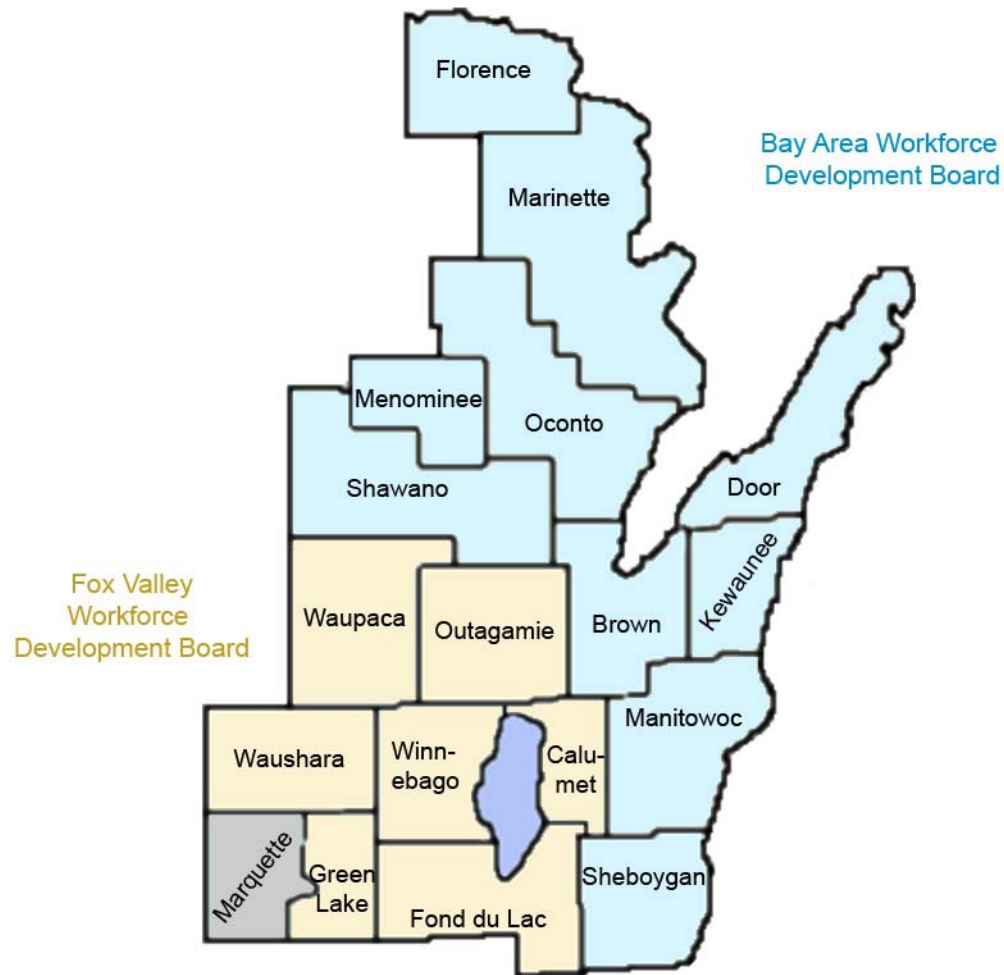 Florence
Bay Area Workforce
Development Board
Marinette
Menominee
Oconto
Shawano
Door
Kewaunee
Fox Valley
Workforce
Development Board
Waupaca
Outagamie
Brown
Manitowoc
Waushara
Winn-
ebago
Calu-
met
Marquette
Green
Lake
Fond du Lac
Sheboygan